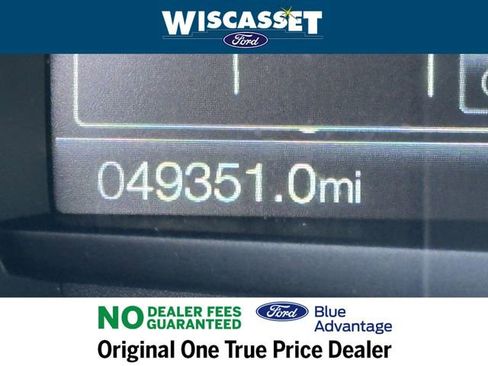 WISCASSET
Ford
049351.0mi
NO DEALER FEES GUARANTEED
Ford Blue Advantage
Original One True Price Dealer